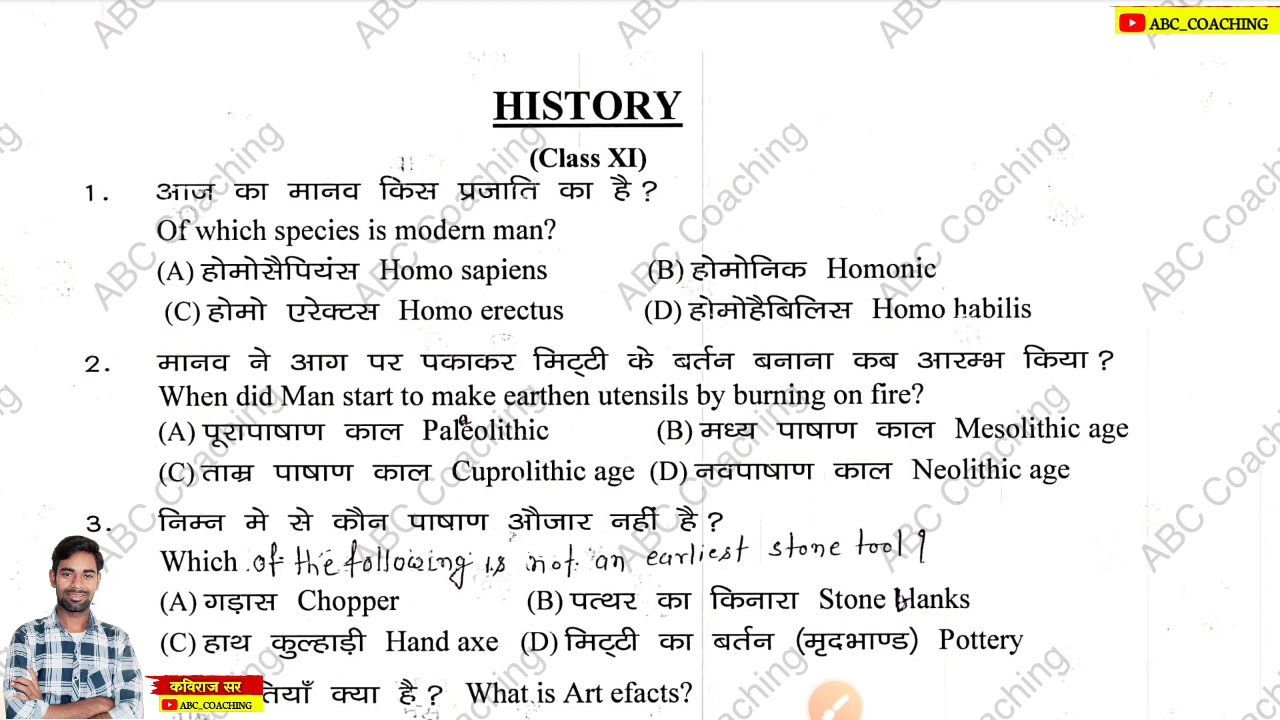 ABC_COACHING
HISTORY
(Class XI)
1. आज का मानव किस प्रजाति का है ?
Of which species is modern man?
(A) होमोसैपियंस Homo sapiens (B) होमोनिक Homonic
(C) होमो एरेक्टस Homo erectus (D) होमोहैबिलिस Homo habilis
2. मानव ने आग पर पकाकर मिट्टी के बर्तन बनाना कब आरम्भ किया ?
When did Man start to make earthen utensils by burning on fire?
(A) पूरापाषाण काल Palaeolithic (B) मध्य पाषाण काल Mesolithic age
(C) ताम्र पाषाण काल Cuprolithic age (D) नवपाषाण काल Neolithic age
3. निम्न मे से कौन पाषाण औजार नहीं है ?
Which of the following is not an earliest stone tool?
(A) गड़ास Chopper (B) पत्थर का किनारा Stone blanks
(C) हाथ कुल्हाड़ी Hand axe (D) मिट्टी का बर्तन (मृदभाण्ड) Pottery
तियाँ क्या है ? What is Art efacts?
कविराज सर
ABC_COACHING
ABC Coaching